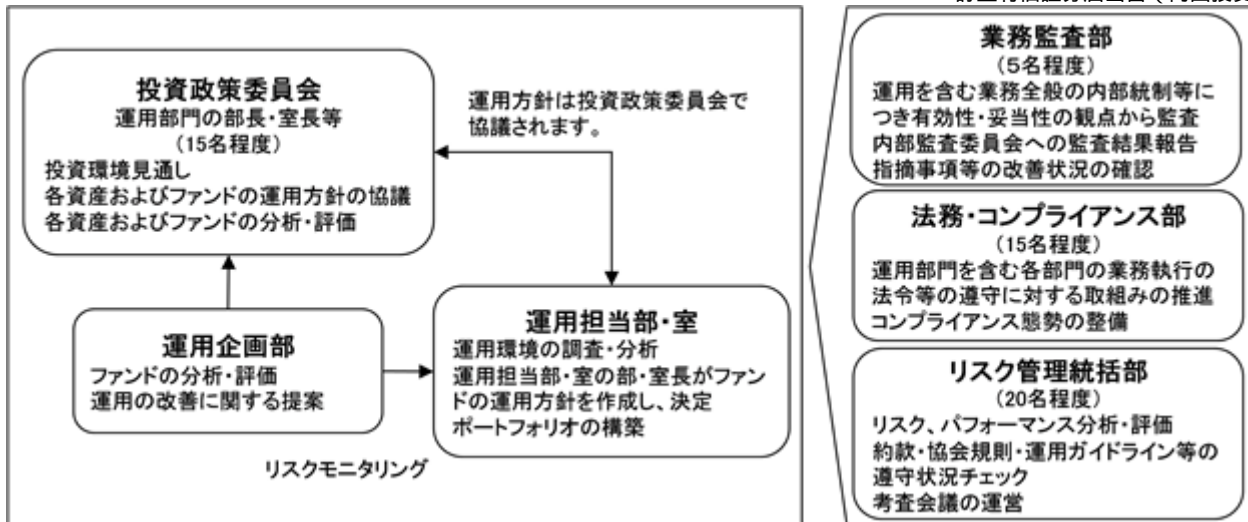 投資政策委員会
運用部門の部長・室長等
(15名程度)
投資環境見通し
各資産およびファンドの運用方針の協議
各資産およびファンドの分析・評価
運用方針は投資政策委員会で
協議されます。
運用企画部
ファンドの分析・評価
運用の改善に関する提案
運用担当部・室
運用環境の調査・分析
運用担当部・室の部・室長がファン
ドの運用方針を作成し、決定
ポートフォリオの構築
リスクモニタリング
業務監査部
(5名程度)
運用を含む業務全般の内部統制等に
つき有効性・妥当性の観点から監査
内部監査委員会への監査結果報告
指摘事項等の改善状況の確認
法務・コンプライアンス部
(15名程度)
運用部門を含む各部門の業務執行の
法令等の遵守に対する取組みの推進
コンプライアンス態勢の整備
リスク管理統括部
(20名程度)
リスク、パフォーマンス分析・評価
約款・協会規則・運用ガイドライン等の
遵守状況チェック
考査会議の運営